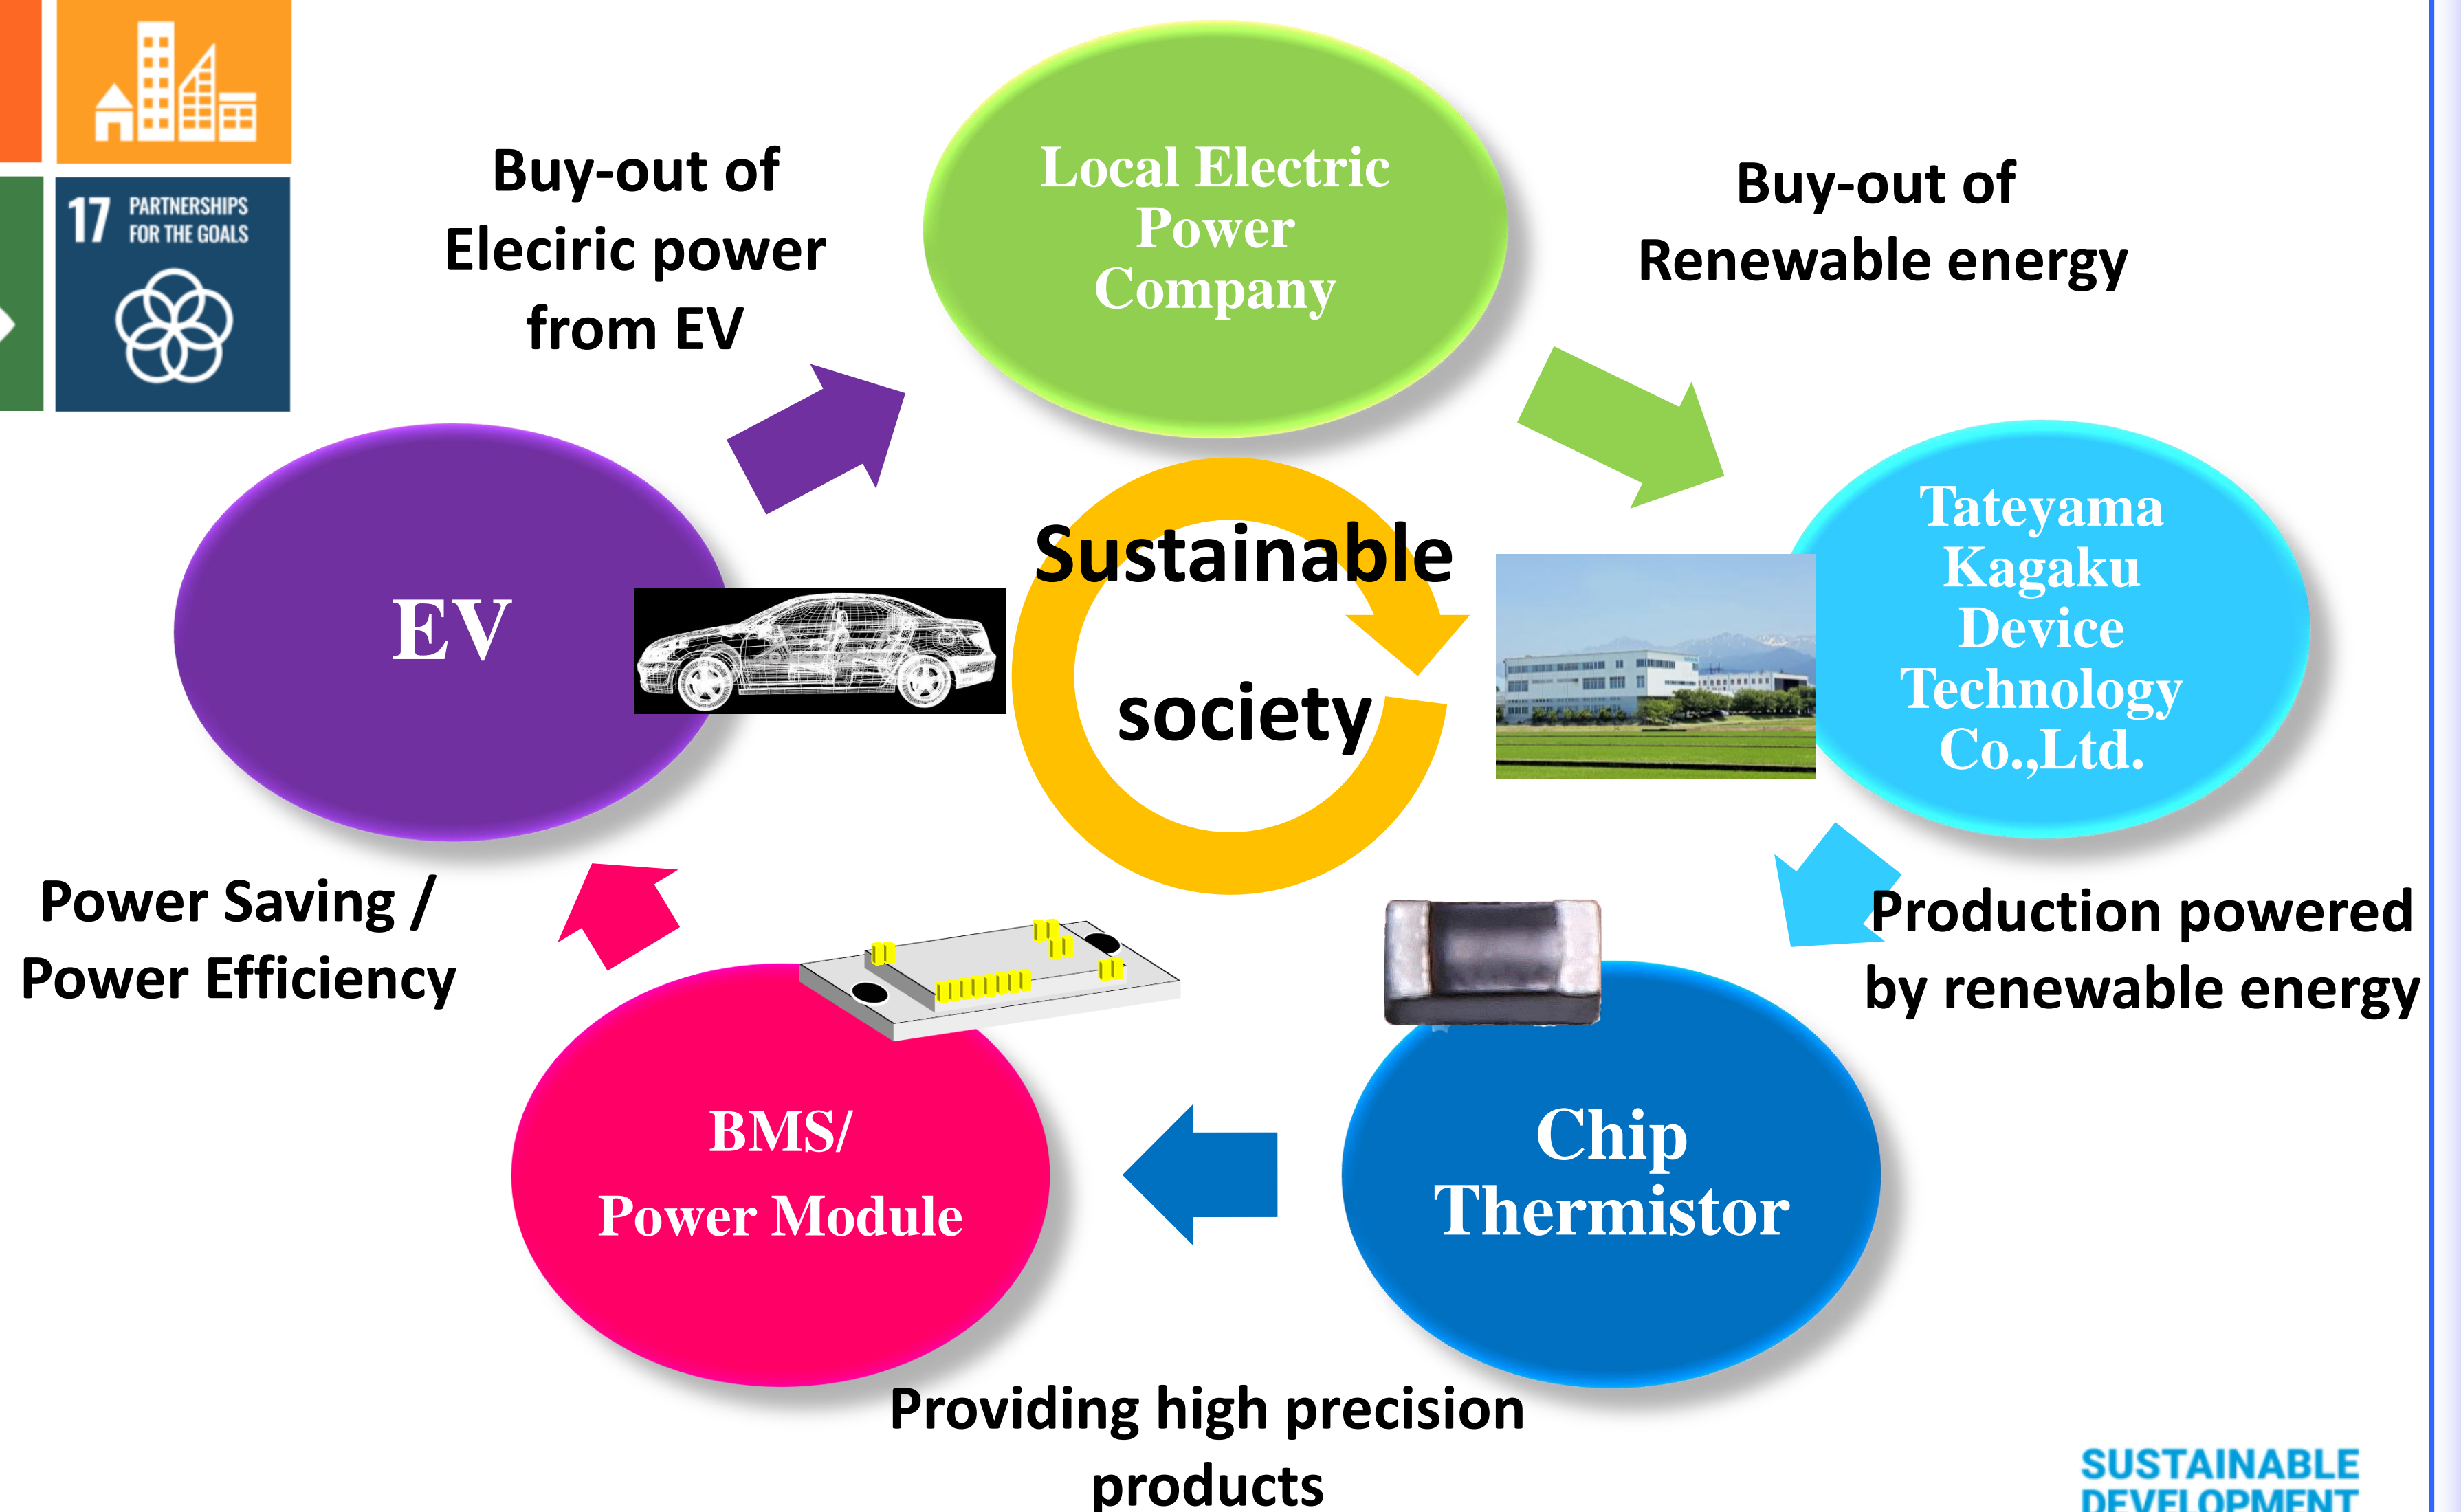 17 PARTNERSHIPS
FOR THE GOALS
Buy-out of
Eleciric power
from EV
Local Electric
Power
Company
Buy-out of
Renewable energy
EV
Sustainable
society
Tateyama
Kagaku
Device
Technology
Co.,Ltd.
Power Saving /
Power Efficiency
Production powered
by renewable energy
BMS/
Power Module
Chip
Thermistor
Providing high precision
products
SUSTAINABLE
DEVELOPMENT